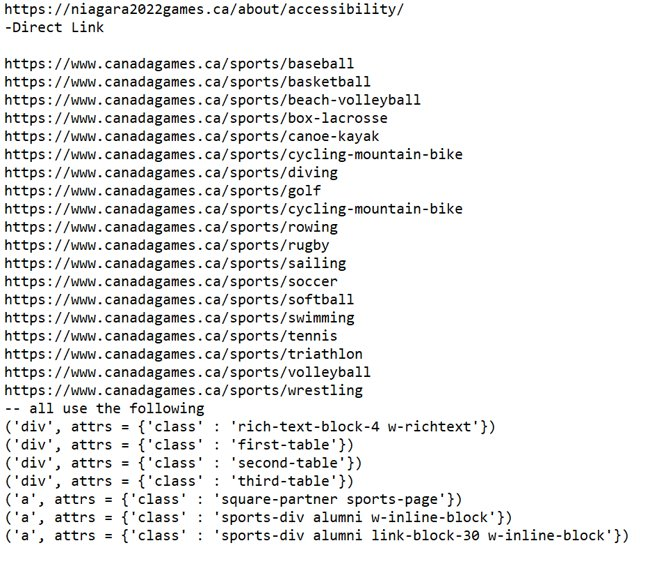 https://niagara2022games.ca/about/accessibility/
-Direct Link
https://www.canadagames.ca/sports/baseball
https://www.canadagames.ca/sports/basketball
https://www.canadagames.ca/sports/beach-volleyball
https://www.canadagames.ca/sports/box-lacrosse
https://www.canadagames.ca/sports/canoe-kayak
https://www.canadagames.ca/sports/cycling-mountain-bike
https://www.canadagames.ca/sports/diving
https://www.canadagames.ca/sports/golf
https://www.canadagames.ca/sports/cycling-mountain-bike
https://www.canadagames.ca/sports/rowing
https://www.canadagames.ca/sports/rugby
https://www.canadagames.ca/sports/sailing
https://www.canadagames.ca/sports/soccer
https://www.canadagames.ca/sports/softball
https://www.canadagames.ca/sports/swimming
https://www.canadagames.ca/sports/tennis
https://www.canadagames.ca/sports/triathlon
https://www.canadagames.ca/sports/volleyball
https://www.canadagames.ca/sports/wrestling
-- all use the following
('div', attrs = {'class' : 'rich-text-block-4 w-richtext'})
('div', attrs = {'class' : 'first-table'})
('div', attrs = {'class' : 'second-table'})
('div', attrs = {'class' : 'third-table'})
('a', attrs = {'class' : 'square-partner sports-page'})
('a', attrs = {'class' : 'sports-div alumni w-inline-block'})
('a', attrs = {'class' : 'sports-div alumni link-block-30 w-inline-block'})